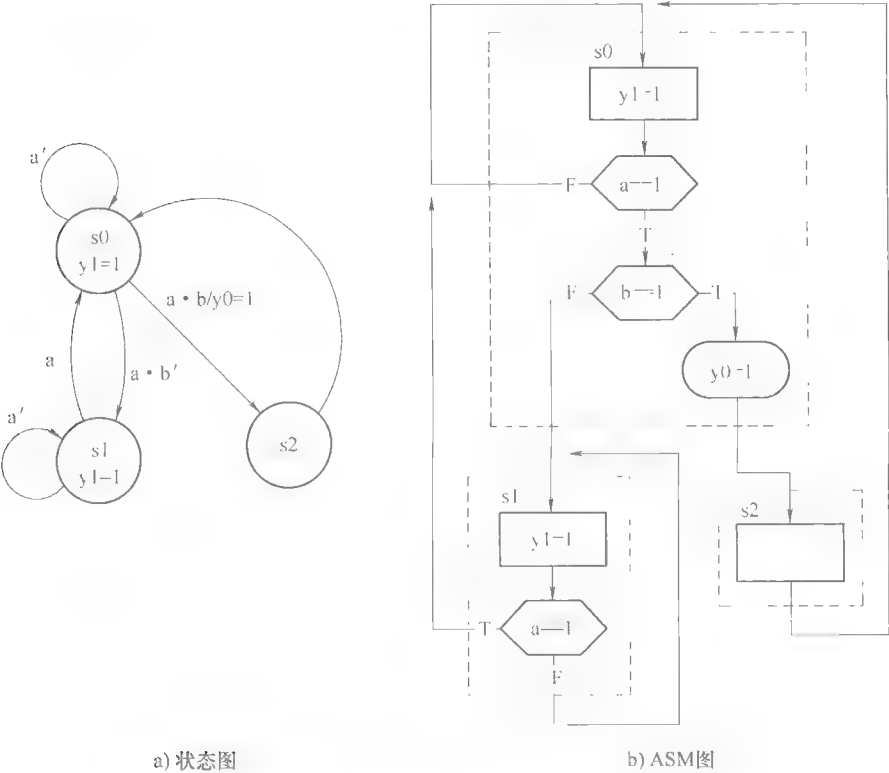 a′
s0
y1=1
a·b/y0=1
a
a·b′
a′
s1
y1=1
s2
a) 状态图
s0
y1=1
F
a==1
T
F
b==1
T
y0=1
s1
y1=1
T
a==1
F
s2
b) ASM图